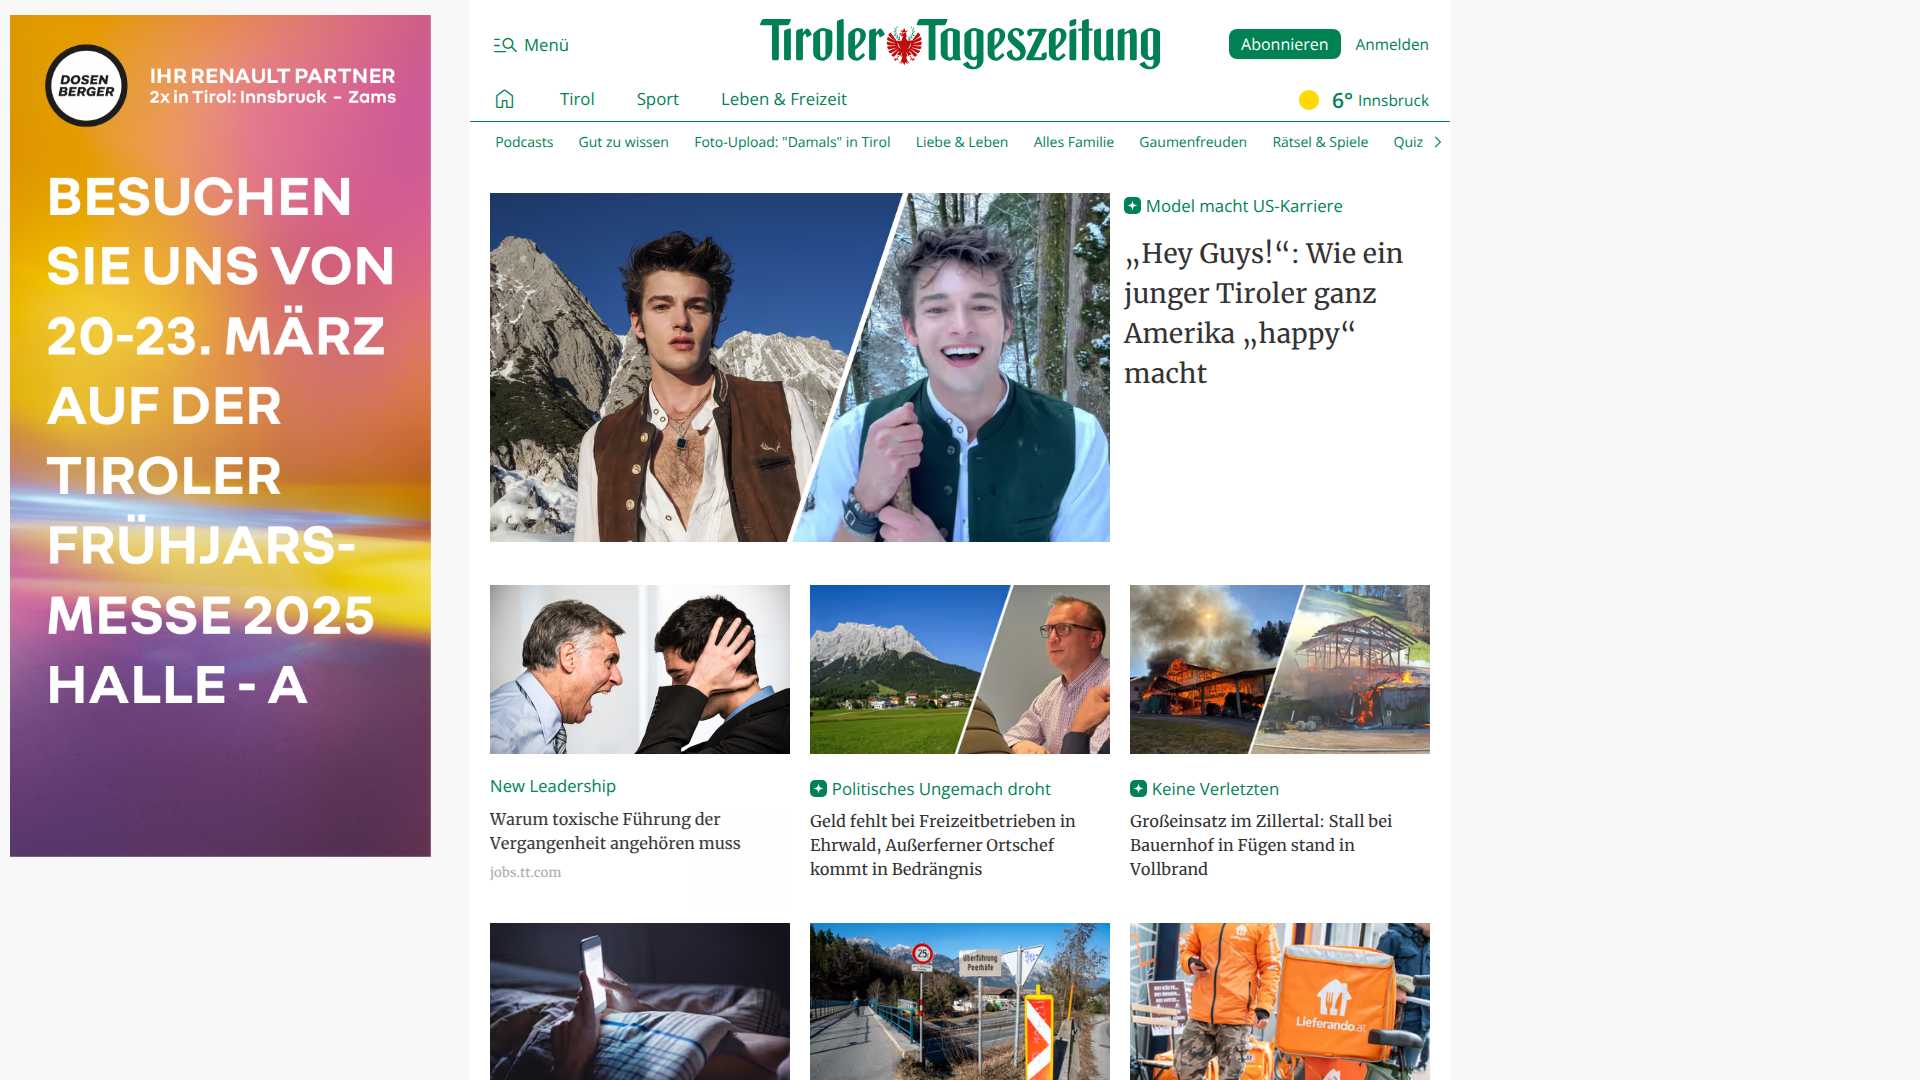 DOSEN
BERGER
IHR RENAULT PARTNER
2x in Tirol: Innsbruck - Zams
BESUCHEN
SIE UNS VON
20-23. MÄRZ
AUF DER
TIROLER
FRÜHJARS-
MESSE 2025
HALLE - A
Menü
Tiroler Tageszeitung
Abonnieren
Anmelden
Tirol
Sport
Leben & Freizeit
6° Innsbruck
Podcasts
Gut zu wissen
Foto-Upload: "Damals" in Tirol
Liebe & Leben
Alles Familie
Gaumenfreuden
Rätsel & Spiele
Quiz
Model macht US-Karriere
„Hey Guys!“: Wie ein
junger Tiroler ganz
Amerika „happy“
macht
New Leadership
Warum toxische Führung der
Vergangenheit angehören muss
jobs.tt.com
Politisches Ungemach droht
Geld fehlt bei Freizeitbetrieben in
Ehrwald, Außerferner Ortschef
kommt in Bedrängnis
Keine Verletzten
Großeinsatz im Zillertal: Stall bei
Bauernhof in Fügen stand in
Vollbrand
25
Überführung
Peerhöfe
Lieferando.at